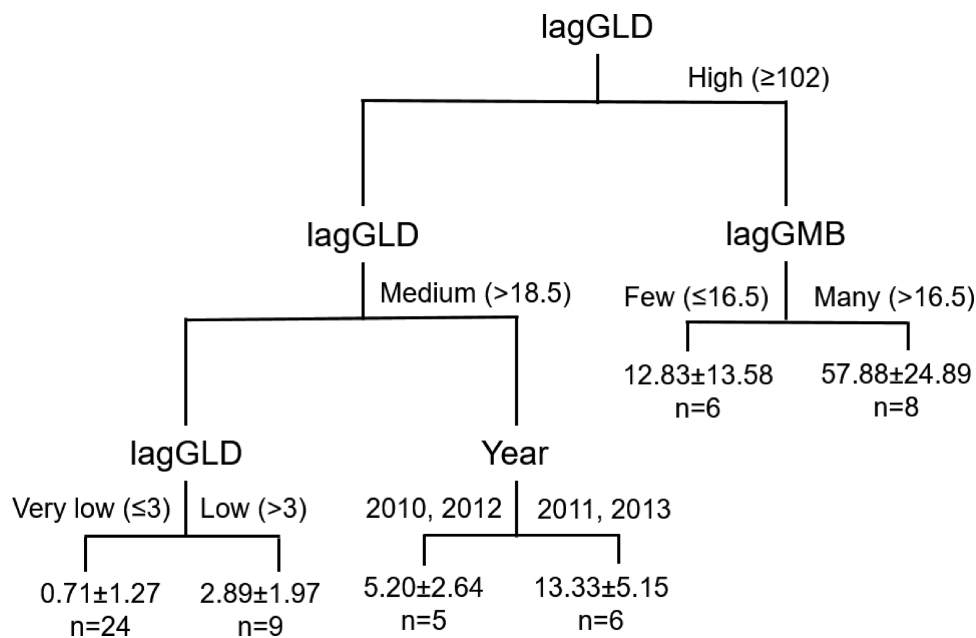 lagGLD
High (≥102)
lagGLD
lagGMB
Medium (>18.5)
Few (≤16.5)
Many (>16.5)
12.83±13.58
n=6
57.88±24.89
n=8
lagGLD
Year
Very low (≤3)
Low (>3)
2010, 2012
2011, 2013
0.71±1.27
n=24
2.89±1.97
n=9
5.20±2.64
n=5
13.33±5.15
n=6